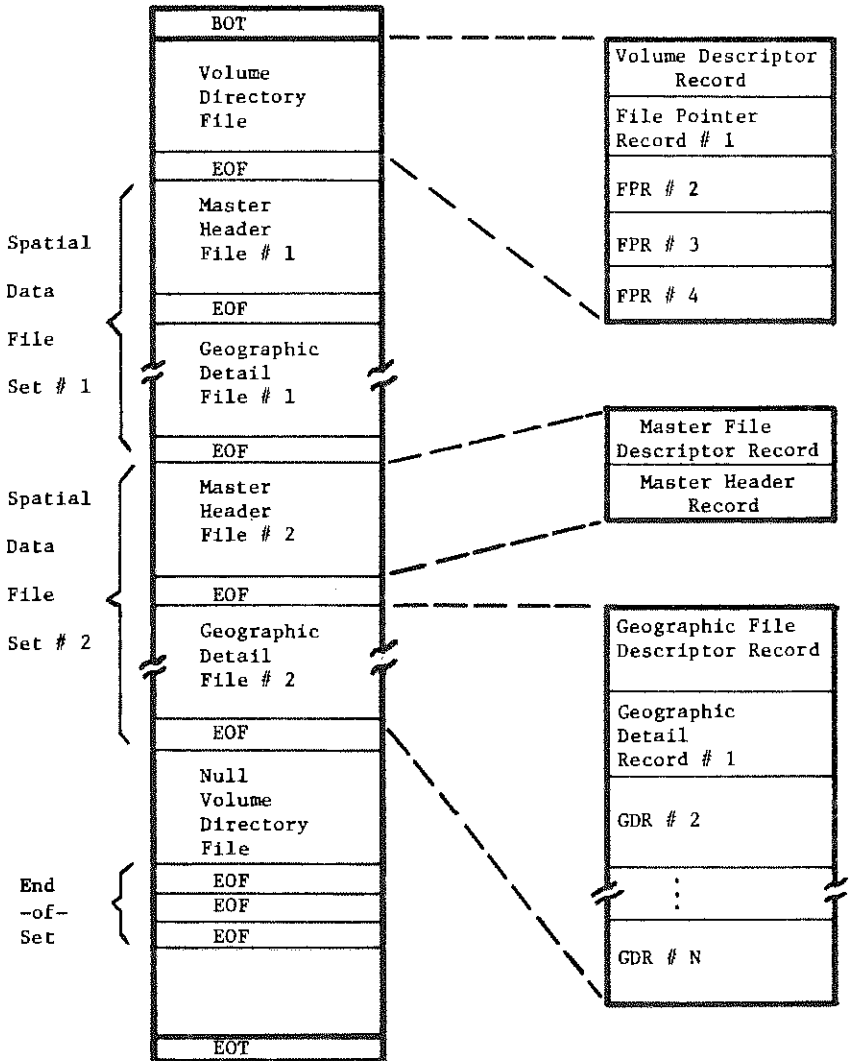 BOT
Volume
Directory
File
EOF
Master
Header
File # 1
EOF
Geographic
Detail
File # 1
EOF
Master
Header
File # 2
EOF
Geographic
Detail
File # 2
EOF
Null
Volume
Directory
File
EOF
EOF
EOF
EOT
Spatial
Data
File
Set # 1
Spatial
Data
File
Set # 2
End
-of-
Set
Volume Descriptor
Record
File Pointer
Record # 1
FPR # 2
FPR # 3
FPR # 4
Master File
Descriptor Record
Master Header
Record
Geographic File
Descriptor Record
Geographic
Detail
Record # 1
GDR # 2
GDR # N